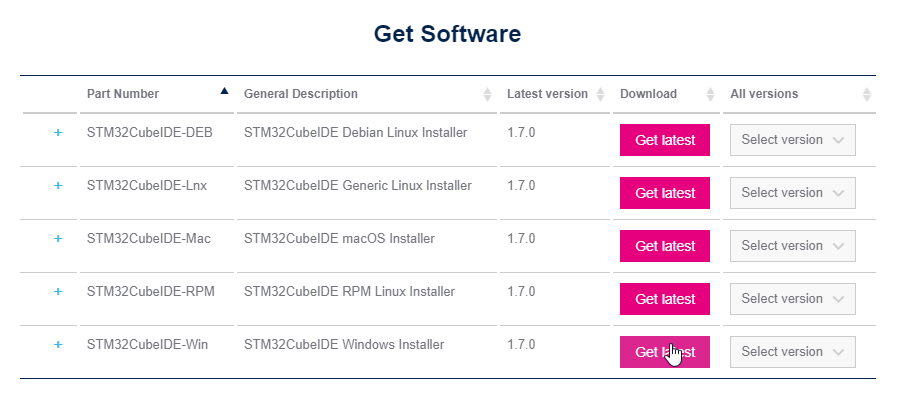 Get Software
Part Number General Description Latest version Download All versions
+ STM32CubeIDE-DEB STM32CubeIDE Debian Linux Installer 1.7.0 Get latest Select version
+ STM32CubeIDE-Lnx STM32CubeIDE Generic Linux Installer 1.7.0 Get latest Select version
+ STM32CubeIDE-Mac STM32CubeIDE macOS Installer 1.7.0 Get latest Select version
+ STM32CubeIDE-RPM STM32CubeIDE RPM Linux Installer 1.7.0 Get latest Select version
+ STM32CubeIDE-Win STM32CubeIDE Windows Installer 1.7.0 Get latest Select version